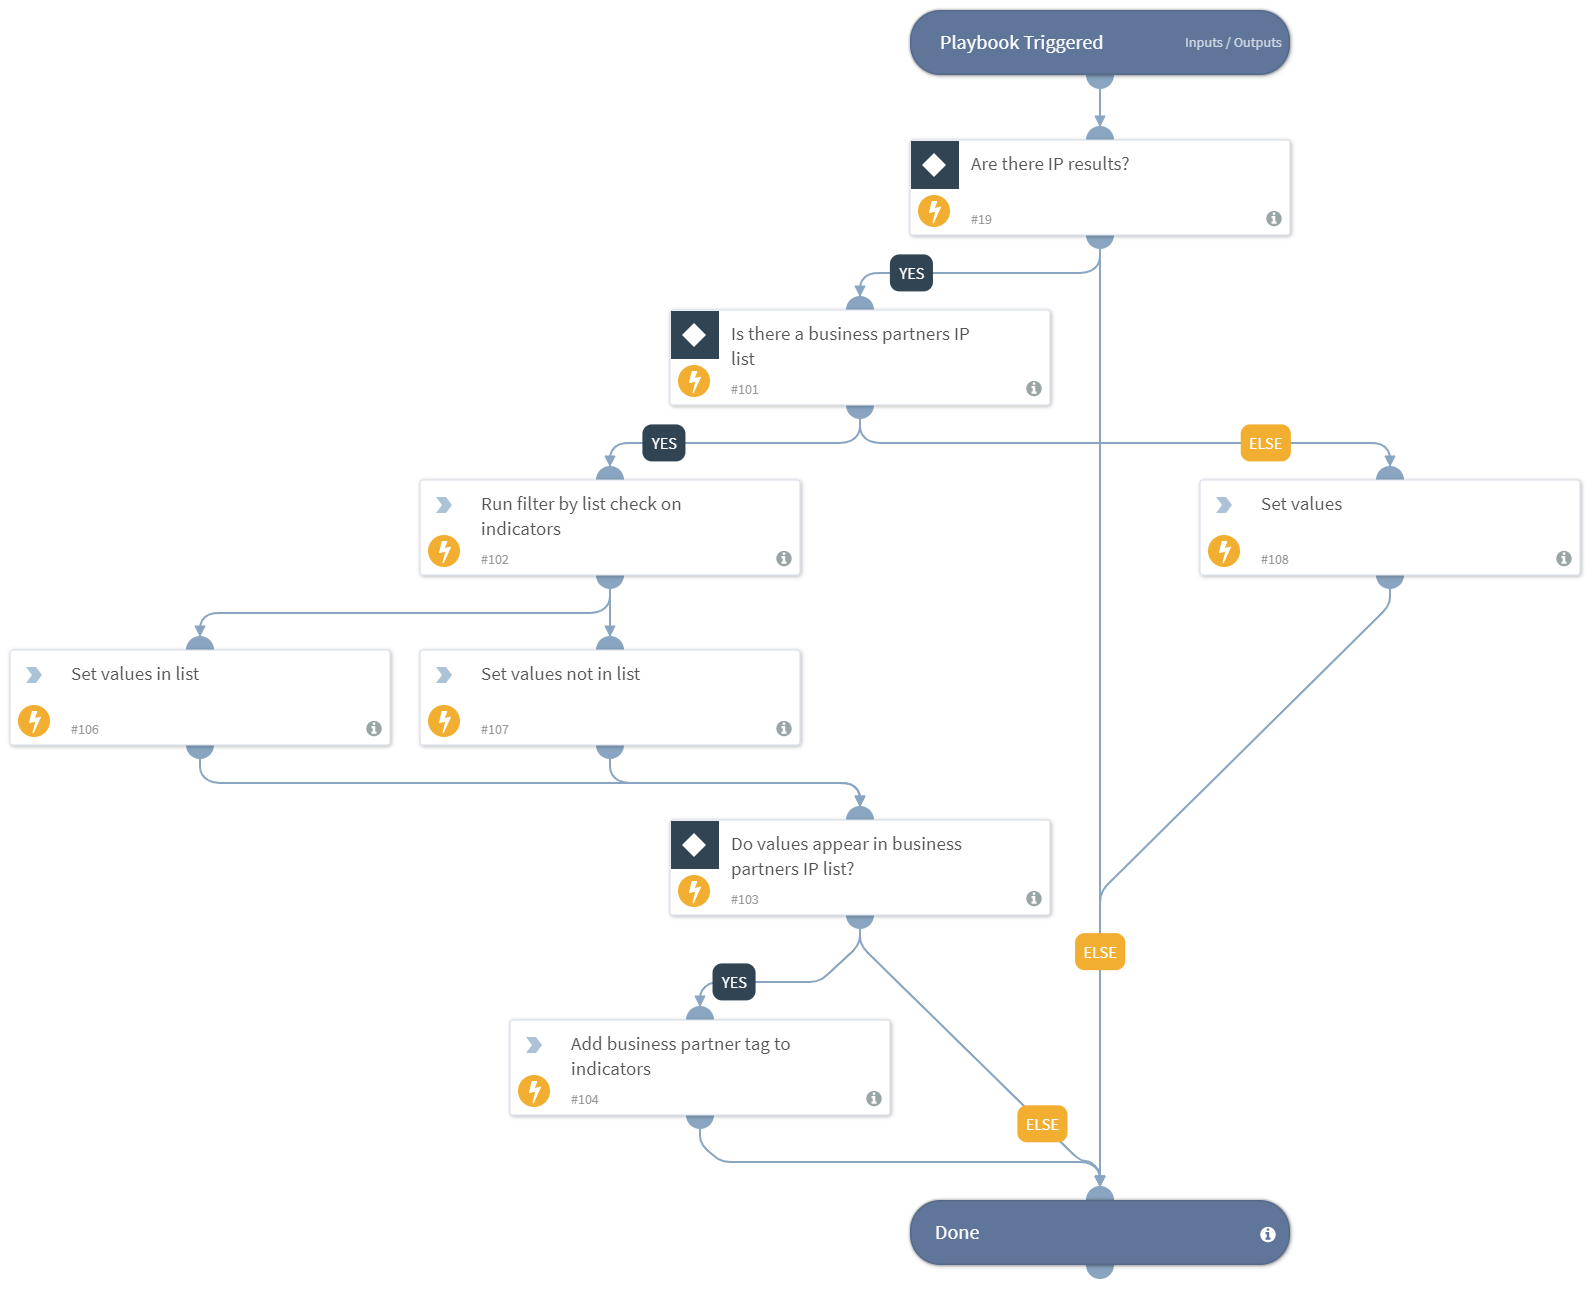 Playbook Triggered
Inputs / Outputs
Are there IP results?
#19
YES
Is there a business partners IP
list
#101
YES
ELSE
Run filter by list check on
indicators
#102
Set values
#108
Set values in list
#106
Set values not in list
#107
Do values appear in business
partners IP list?
#103
ELSE
YES
Add business partner tag to
indicators
#104
ELSE
Done